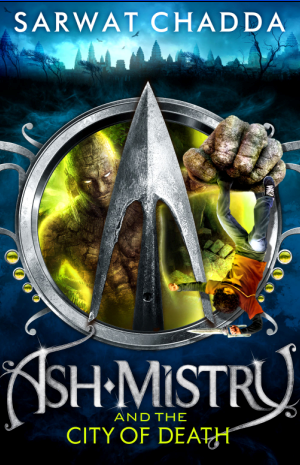 SARWAT CHADDA
ASH•MISTRY
AND THE
CITY OF DEATH